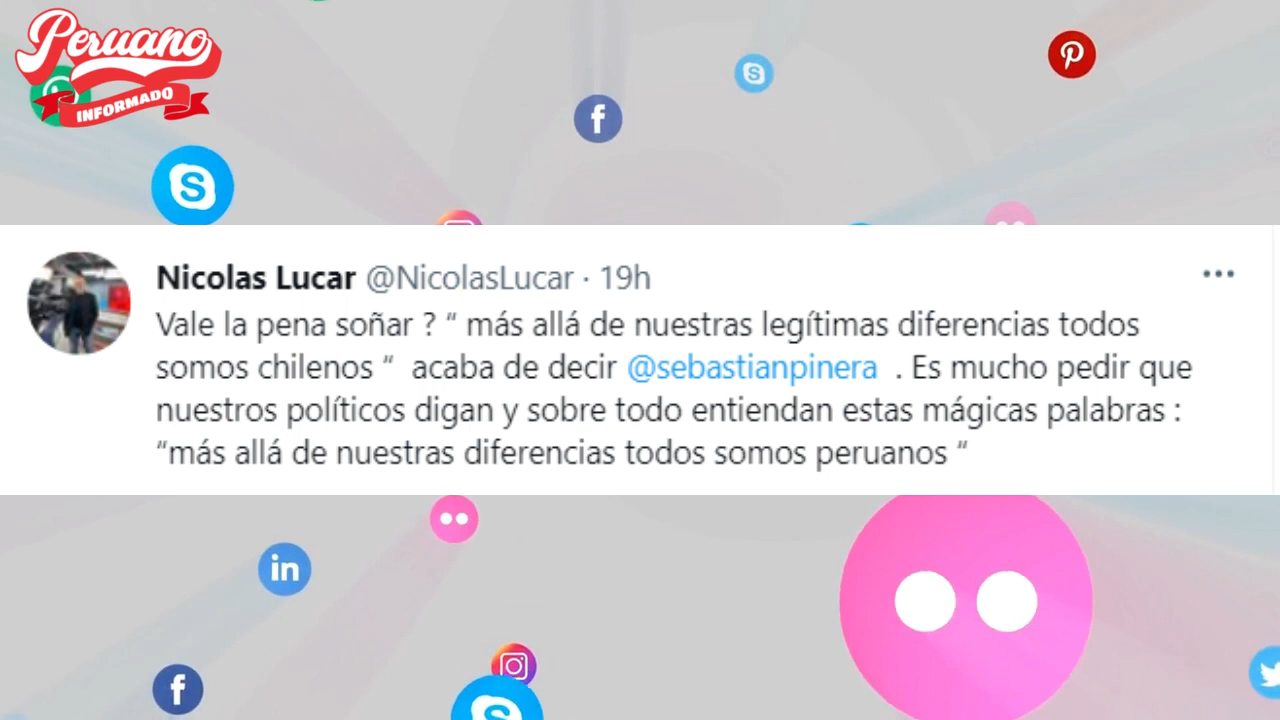 Peruano
INFORMADO
Nicolas Lucar @NicolasLucar · 19h
Vale la pena soñar ? “ más allá de nuestras legítimas diferencias todos
somos chilenos “ acaba de decir @sebastianpinera . Es mucho pedir que
nuestros políticos digan y sobre todo entiendan estas mágicas palabras :
“más allá de nuestras diferencias todos somos peruanos “
in